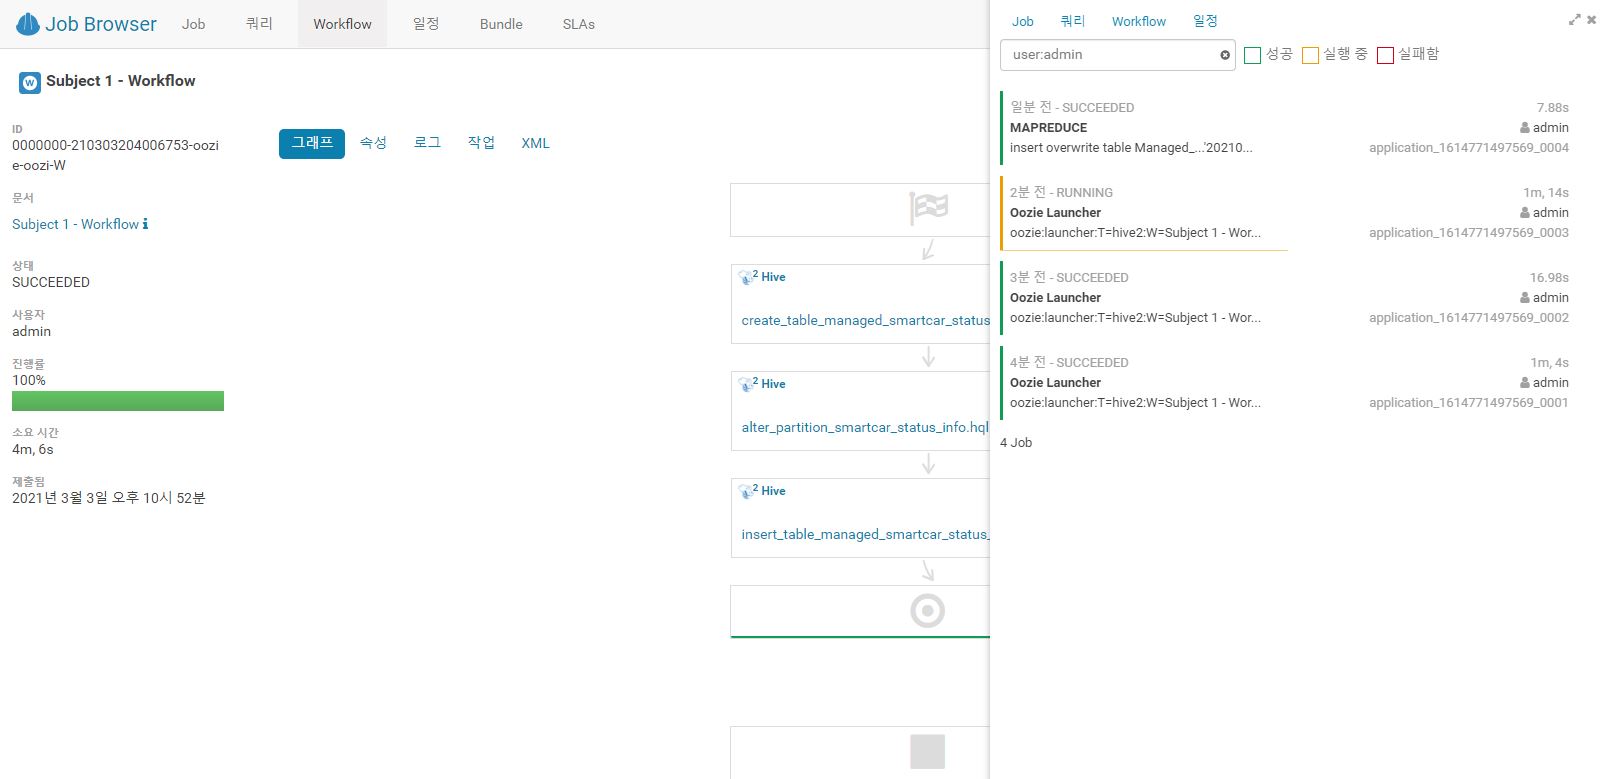 Job Browser
Job
쿼리
Workflow
일정
Bundle
SLAs
Subject 1 - Workflow
ID
0000000-210303204006753-oozi
e-oozi-W
문서
Subject 1 - Workflow
상태
SUCCEEDED
사용자
admin
진행률
100%
소요 시간
4m, 6s
제출됨
2021년 3월 3일 오후 10시 52분
그래프
속성
로그
작업
XML
2 Hive
create_table_managed_smartcar_status
2 Hive
alter_partition_smartcar_status_info.hql
2 Hive
insert_table_managed_smartcar_status_
Job
쿼리
Workflow
일정
user:admin
성공
실행 중
실패함
일분 전 - SUCCEEDED
7.88s
MAPREDUCE
admin
insert overwrite table Managed_...'20210...
application_1614771497569_0004
2분 전 - RUNNING
1m, 14s
Oozie Launcher
admin
oozie:launcher:T=hive2:W=Subject 1 - Wor...
application_1614771497569_0003
3분 전 - SUCCEEDED
16.98s
Oozie Launcher
admin
oozie:launcher:T=hive2:W=Subject 1 - Wor...
application_1614771497569_0002
4분 전 - SUCCEEDED
1m, 4s
Oozie Launcher
admin
oozie:launcher:T=hive2:W=Subject 1 - Wor...
application_1614771497569_0001
4 Job